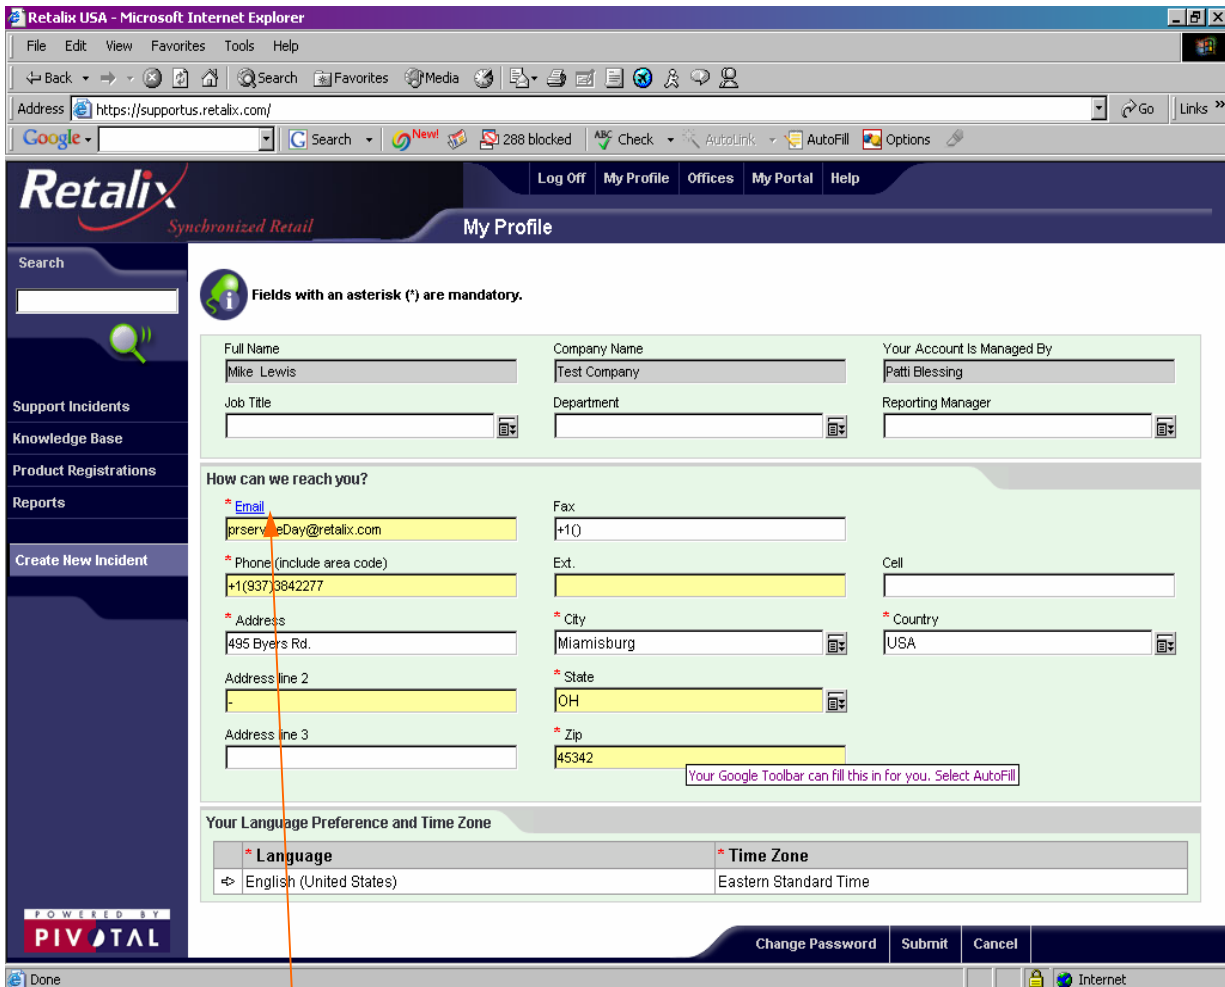 Retalix USA - Microsoft Internet Explorer
File Edit View Favorites Tools Help
Back Search Favorites Media
Address https://supportus.retalix.com/ Go Links »
Google Search New! 288 blocked ABC Check AutoLink AutoFill Options
Retalix
Synchronized Retail
Log Off My Profile Offices My Portal Help
My Profile
Search
Support Incidents
Knowledge Base
Product Registrations
Reports
Create New Incident
Fields with an asterisk (*) are mandatory.
Full Name Company Name Your Account Is Managed By
Mike Lewis Test Company Patti Blessing
Job Title Department Reporting Manager
How can we reach you?
* Email Fax
+1()
* Phone (include area code) Ext. Cell
+1(937)3842277
* Address * City * Country
495 Byers Rd. Miamisburg USA
Address line 2 * State
- OH
Address line 3 * Zip
45342
Your Google Toolbar can fill this in for you. Select AutoFill
Your Language Preference and Time Zone
* Language * Time Zone
English (United States) Eastern Standard Time
POWERED BY
PIVOTAL
Change Password Submit Cancel
Done Internet